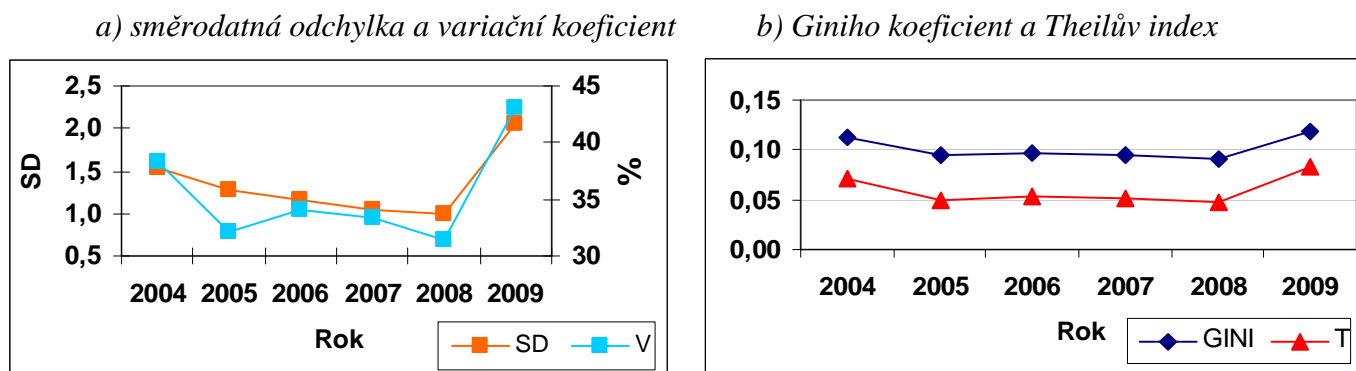 a) směrodatná odchylka a variační koeficient
b) Giniho koeficient a Theilův index
SD
2,5
2,0
1,5
1,0
0,5
45
40
35
30
%
2004 2005 2006 2007 2008 2009
Rok
SD V
0,15
0,10
0,05
0,00
2004 2005 2006 2007 2008 2009
Rok
GINI T